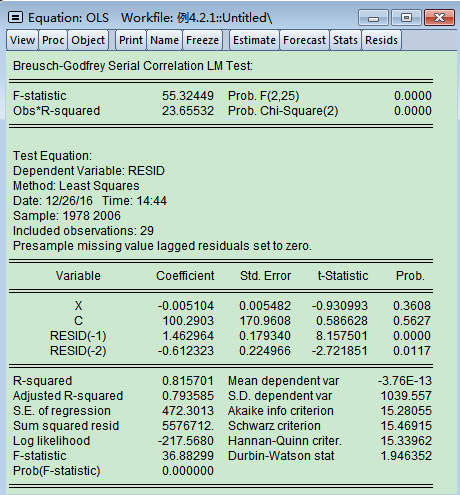 Equation: OLS Workfile: 例4.2.1::Untitled\
View Proc Object Print Name Freeze Estimate Forecast Stats Resids
Breusch-Godfrey Serial Correlation LM Test:
F-statistic 55.32449 Prob. F(2,25) 0.0000
Obs*R-squared 23.65532 Prob. Chi-Square(2) 0.0000
Test Equation:
Dependent Variable: RESID
Method: Least Squares
Date: 12/26/16 Time: 14:44
Sample: 1978 2006
Included observations: 29
Presample missing value lagged residuals set to zero.
Variable Coefficient Std. Error t-Statistic Prob.
X -0.005104 0.005482 -0.930993 0.3608
C 100.2903 170.9608 0.586628 0.5627
RESID(-1) 1.462964 0.179340 8.157501 0.0000
RESID(-2) -0.612323 0.224966 -2.721851 0.0117
R-squared 0.815701 Mean dependent var -3.76E-13
Adjusted R-squared 0.793585 S.D. dependent var 1039.557
S.E. of regression 472.3013 Akaike info criterion 15.28055
Sum squared resid 5576712. Schwarz criterion 15.46915
Log likelihood -217.5680 Hannan-Quinn criter. 15.33962
F-statistic 36.88299 Durbin-Watson stat 1.946352
Prob(F-statistic) 0.000000